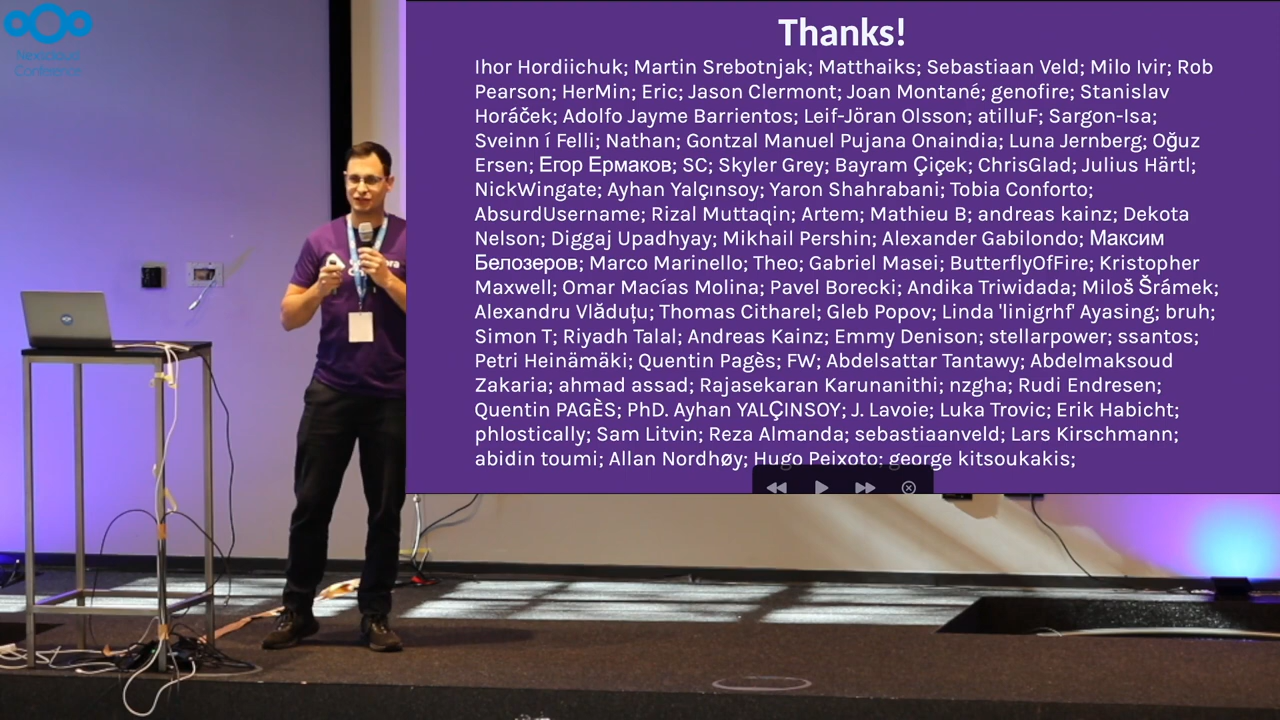 Nextcloud
Conference
Thanks!
Ihor Hordiichuk; Martin Srebotnjak; Matthaiks; Sebastiaan Veld; Milo Ivir; Rob
Pearson; HerMin; Eric; Jason Clermont; Joan Montané; genofire; Stanislav
Horáček; Adolfo Jayme Barrientos; Leif-Jöran Olsson; atilluF; Sargon-Isa;
Sveinn í Felli; Nathan; Gontzal Manuel Pujana Onaindia; Luna Jernberg; Oğuz
Ersen; Егор Ермаков; SC; Skyler Grey; Bayram Çiçek; ChrisGlad; Julius Härtl;
NickWingate; Ayhan Yalçınsoy; Yaron Shahrabani; Tobia Conforto;
AbsurdUsername; Rizal Muttaqin; Artem; Mathieu B; andreas kainz; Dekota
Nelson; Diggaj Upadhyay; Mikhail Pershin; Alexander Gabilondo; Максим
Белозеров; Marco Marinello; Theo; Gabriel Masei; ButterflyOfFire; Kristopher
Maxwell; Omar Macías Molina; Pavel Borecki; Andika Triwidada; Miloš Šrámek;
Alexandru Vlăduţu; Thomas Citharel; Gleb Popov; Linda 'linigrhf' Ayasing; bruh;
Simon T; Riyadh Talal; Andreas Kainz; Emmy Denison; stellarpower; ssantos;
Petri Heinämäki; Quentin Pagès; FW; Abdelsattar Tantawy; Abdelmaksoud
Zakaria; ahmad assad; Rajasekaran Karunanithi; nzgha; Rudi Endresen;
Quentin PAGÈS; PhD. Ayhan YALÇINSOY; J. Lavoie; Luka Trovic; Erik Habicht;
phlostically; Sam Litvin; Reza Almanda; sebastiaanveld; Lars Kirschmann;
abidin toumi; Allan Nordhøy; Hugo Peixoto; george kitsoukakis;